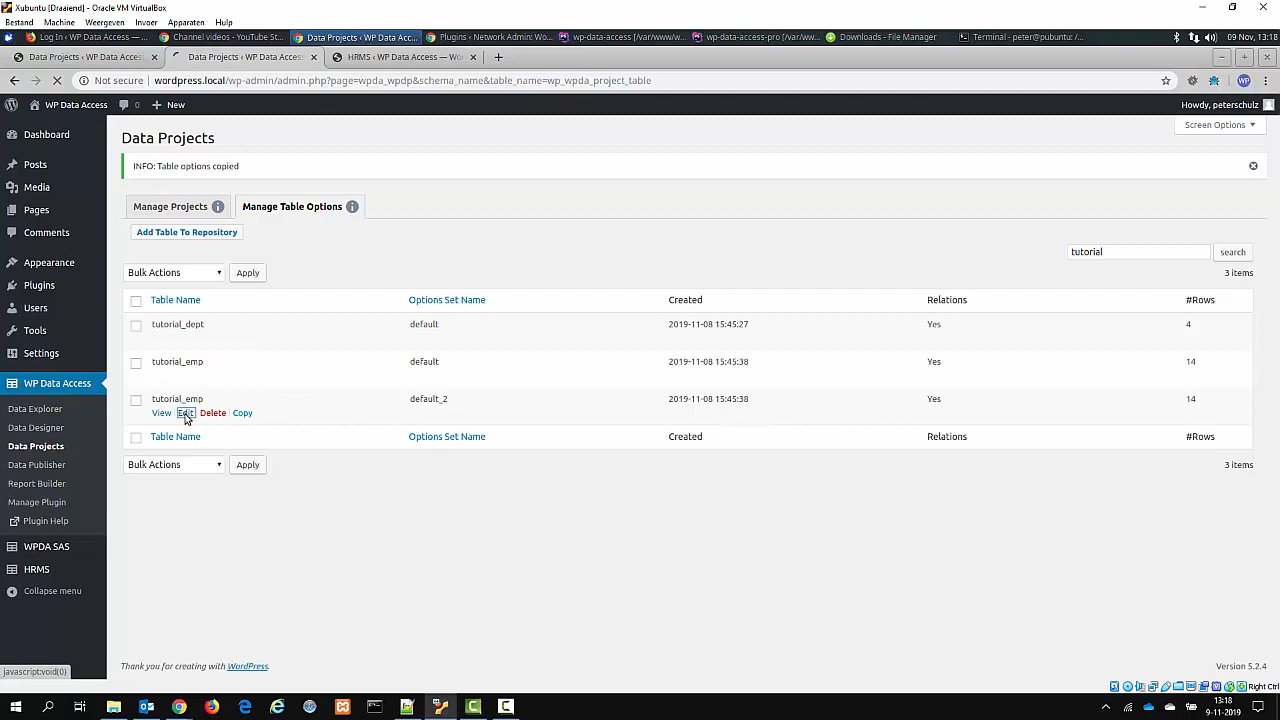 Xubuntu [Draaiend] - Oracle VM VirtualBox
Bestand Machine Weergeven Invoer Apparaten Hulp
Log In ‹ WP Data Access — ... Channel videos - YouTube St... Data Projects ‹ WP Data Acc... Plugins ‹ Network Admin: Wo... wp-data-access [/var/www/w... wp-data-access-pro [/var/ww... Downloads - File Manager Terminal - peter@pubuntu: /... 09 Nov, 13:18
Data Projects ‹ WP Data Access Data Projects ‹ WP Data Access HRMS ‹ WP Data Access — Wo
Not secure wordpress.local/wp-admin/admin.php?page=wpda_wpdp&schema_name&table_name=wp_wpda_project_table
WP Data Access 0 + New Howdy, peterschulz
Screen Options
Dashboard
Posts
Media
Pages
Comments
Appearance
Plugins
Users
Tools
Settings
WP Data Access
Data Explorer
Data Designer
Data Projects
Data Publisher
Report Builder
Manage Plugin
Plugin Help
WPDA SAS
HRMS
Collapse menu
Data Projects
INFO: Table options copied
Manage Projects Manage Table Options
Add Table To Repository
tutorial search
Bulk Actions Apply 3 items
Table Name Options Set Name Created Relations #Rows
tutorial_dept default 2019-11-08 15:45:27 Yes 4
tutorial_emp default 2019-11-08 15:45:38 Yes 14
tutorial_emp default_2 2019-11-08 15:45:38 Yes 14
View | Edit | Delete | Copy
Table Name Options Set Name Created Relations #Rows
Bulk Actions Apply 3 items
Thank you for creating with WordPress. Version 5.2.4
javascript:void(0)
Right Ctrl
13:18
9-11-2019